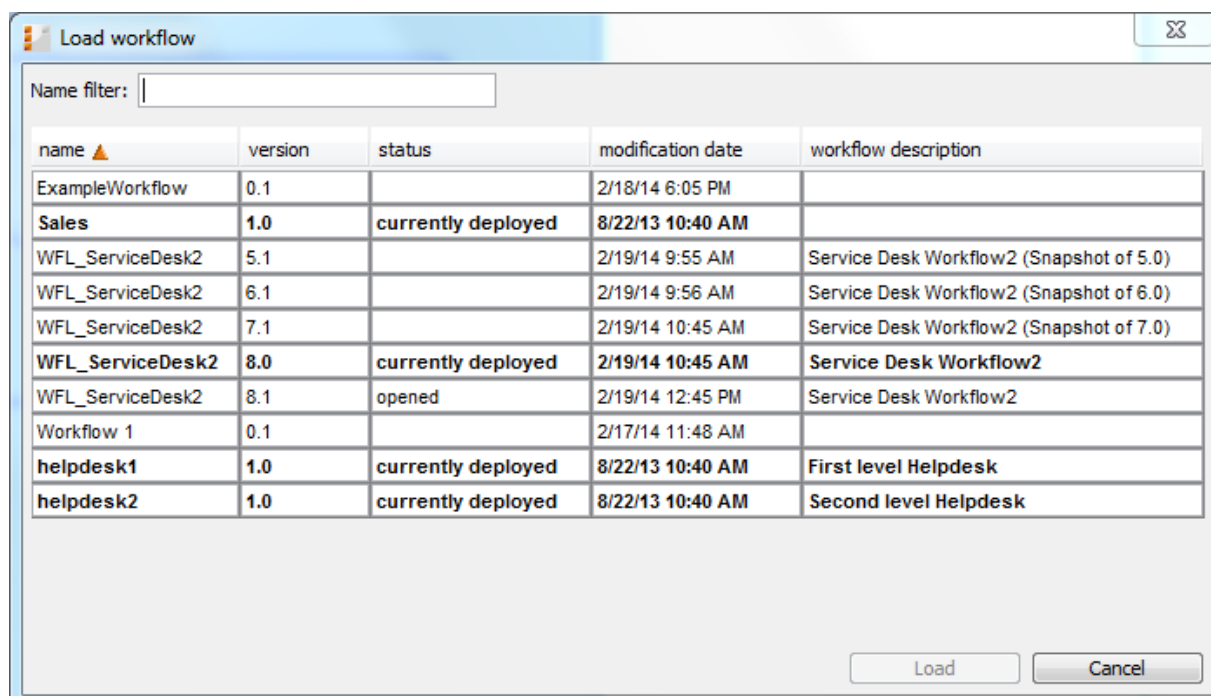 Load workflow
Name filter:
name version status modification date workflow description
ExampleWorkflow 0.1 2/18/14 6:05 PM
Sales 1.0 currently deployed 8/22/13 10:40 AM
WFL_ServiceDesk2 5.1 2/19/14 9:55 AM Service Desk Workflow2 (Snapshot of 5.0)
WFL_ServiceDesk2 6.1 2/19/14 9:56 AM Service Desk Workflow2 (Snapshot of 6.0)
WFL_ServiceDesk2 7.1 2/19/14 10:45 AM Service Desk Workflow2 (Snapshot of 7.0)
WFL_ServiceDesk2 8.0 currently deployed 2/19/14 10:45 AM Service Desk Workflow2
WFL_ServiceDesk2 8.1 opened 2/19/14 12:45 PM Service Desk Workflow2
Workflow 1 0.1 2/17/14 11:48 AM
helpdesk1 1.0 currently deployed 8/22/13 10:40 AM First level Helpdesk
helpdesk2 1.0 currently deployed 8/22/13 10:40 AM Second level Helpdesk
Load Cancel